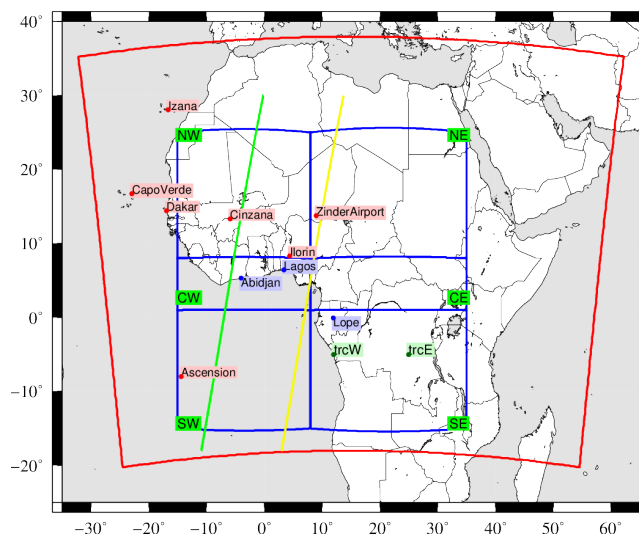 40°
30°
20°
10°
0°
−10°
−20°
Izana
NW
NE
CapoVerde
Dakar
Cinzana
ZinderAirport
Ilorin
Lagos
Abidjan
CW
CE
Lope
trcW
trcE
Ascension
SW
SE
−30°
−20°
−10°
0°
10°
20°
30°
40°
50°
60°